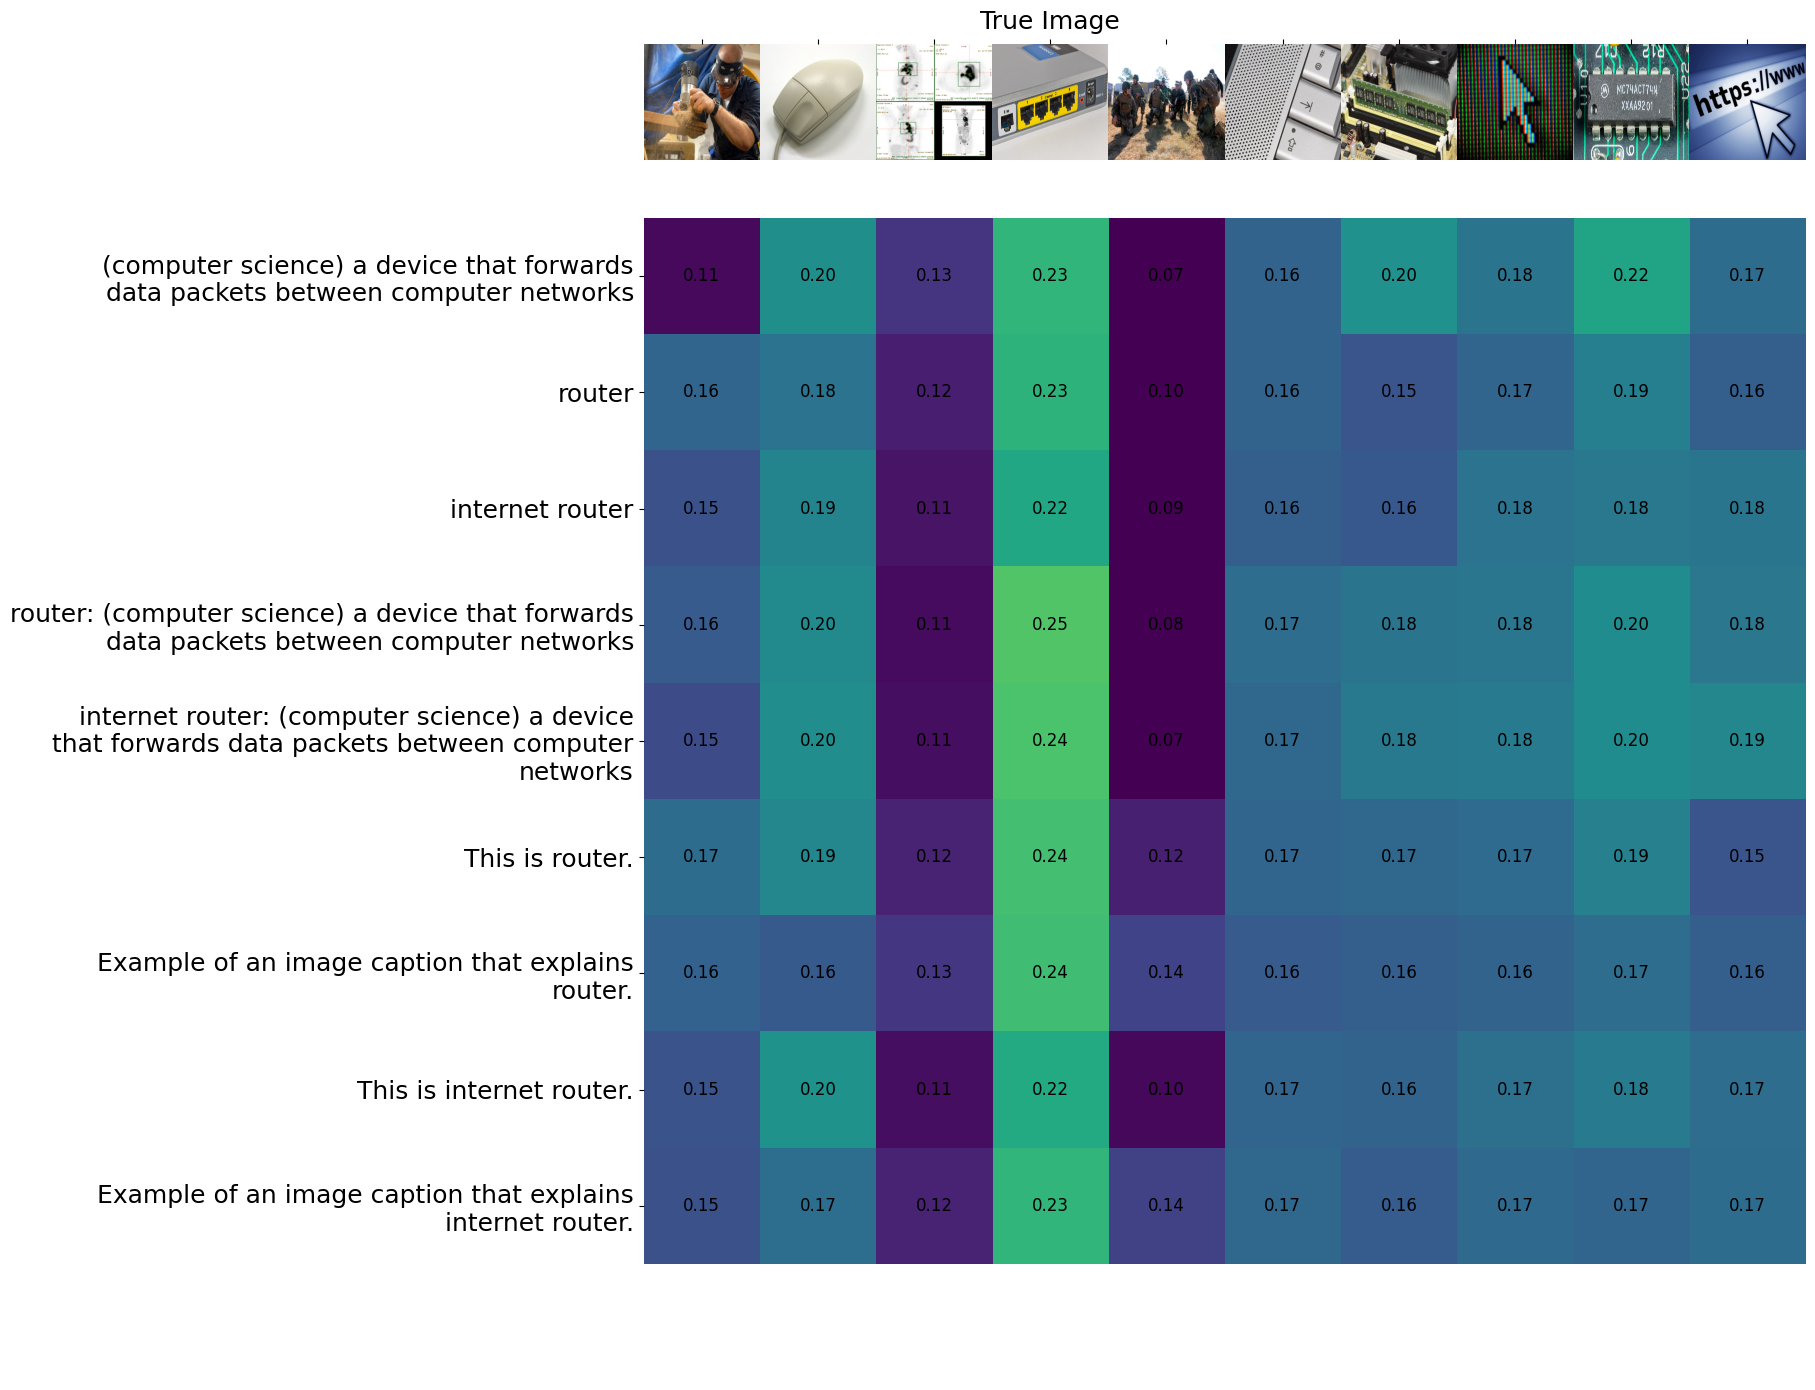 True Image
# @
MC74ACT74N
XXAA9201
https://www
(computer science) a device that forwards
data packets between computer networks
0.11 0.20 0.13 0.23 0.07 0.16 0.20 0.18 0.22 0.17
router
0.16 0.18 0.12 0.23 0.10 0.16 0.15 0.17 0.19 0.16
internet router
0.15 0.19 0.11 0.22 0.09 0.16 0.16 0.18 0.18 0.18
router: (computer science) a device that forwards
data packets between computer networks
0.16 0.20 0.11 0.25 0.08 0.17 0.18 0.18 0.20 0.18
internet router: (computer science) a device
that forwards data packets between computer
networks
0.15 0.20 0.11 0.24 0.07 0.17 0.18 0.18 0.20 0.19
This is router.
0.17 0.19 0.12 0.24 0.12 0.17 0.17 0.17 0.19 0.15
Example of an image caption that explains
router.
0.16 0.16 0.13 0.24 0.14 0.16 0.16 0.16 0.17 0.16
This is internet router.
0.15 0.20 0.11 0.22 0.10 0.17 0.16 0.17 0.18 0.17
Example of an image caption that explains
internet router.
0.15 0.17 0.12 0.23 0.14 0.17 0.16 0.17 0.17 0.17